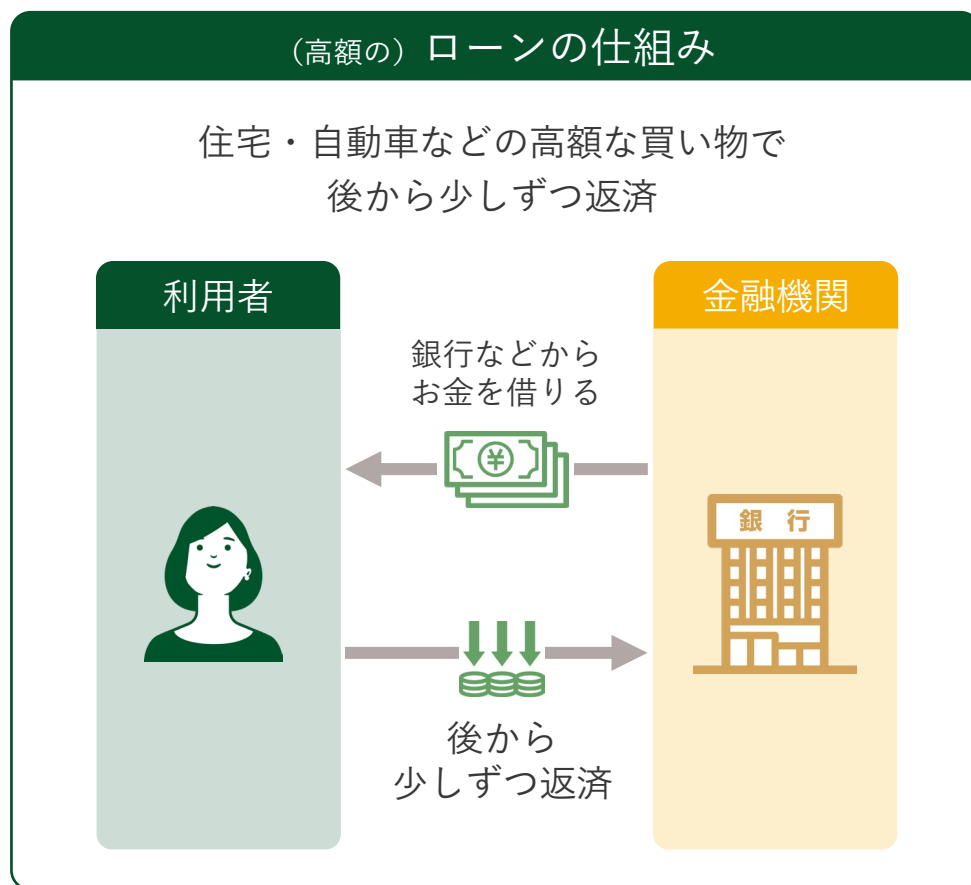 （高額の）ローンの仕組み
住宅・自動車などの高額な買い物で
後から少しずつ返済
利用者
金融機関
銀行などから
お金を借りる
¥
銀 行
後から
少しずつ返済